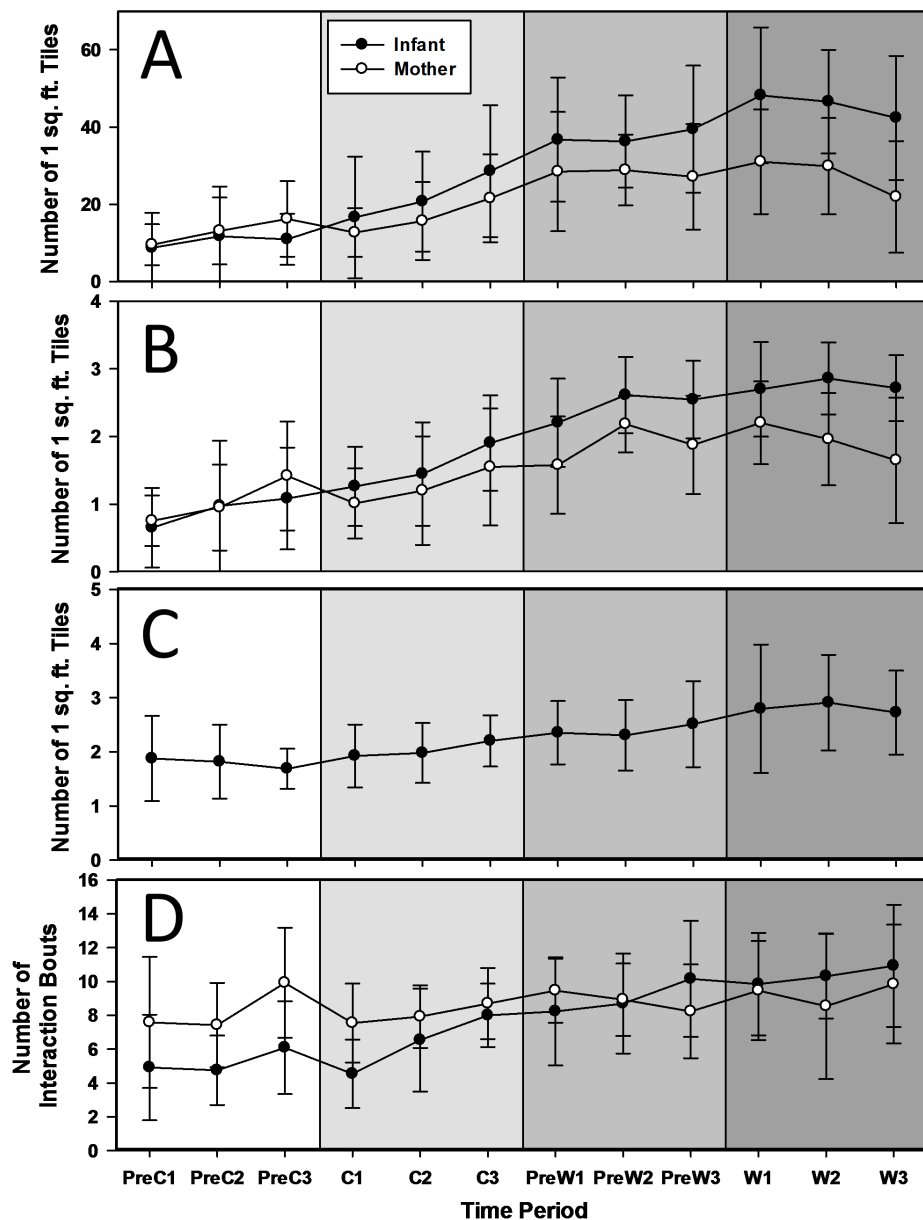 A
Infant
Mother
60
40
20
0
Number of 1 sq. ft. Tiles
B
4
3
2
1
0
Number of 1 sq. ft. Tiles
C
5
4
3
2
1
0
Number of 1 sq. ft. Tiles
D
16
14
12
10
8
6
4
2
0
Number of
Interaction Bouts
PreC1 PreC2 PreC3 C1 C2 C3 PreW1 PreW2 PreW3 W1 W2 W3
Time Period